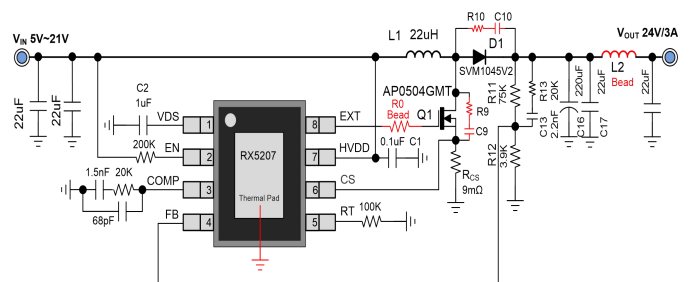 R10 C10
L1 22uH
D1
V_IN 5V~21V
V_OUT 24V/3A
SVM1045V2
L2
Bead
22uF
22uF
C2
1uF
AP0504GMT
R0
Bead
Q1
R9
C9
R11
75K
R13
20K
C13
2.2nF
220uF
C16
22uF
C17
22uF
VDS
1
8
EXT
200K
EN
2
RX5207
7
HVDD
0.1uF C1
R12
3.9K
1.5nF 20K
COMP
3
6
CS
R_CS
9mΩ
68pF
Thermal Pad
FB
4
5
RT
100K